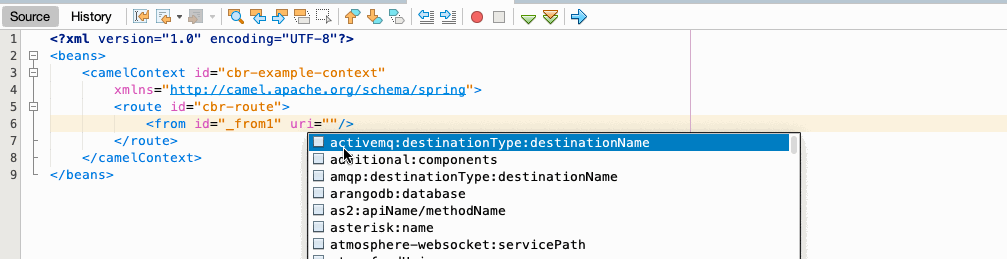 Source History
1 <?xml version="1.0" encoding="UTF-8"?>
2 <beans>
3 <camelContext id="cbr-example-context"
4 xmlns="http://camel.apache.org/schema/spring">
5 <route id="cbr-route">
6 <from id="_from1" uri=""/>
7 </route>
8 </camelContext>
9 </beans>
activemq:destinationType:destinationName
additional:components
amqp:destinationType:destinationName
arangodb:database
as2:apiName/methodName
asterisk:name
atmosphere-websocket:servicePath